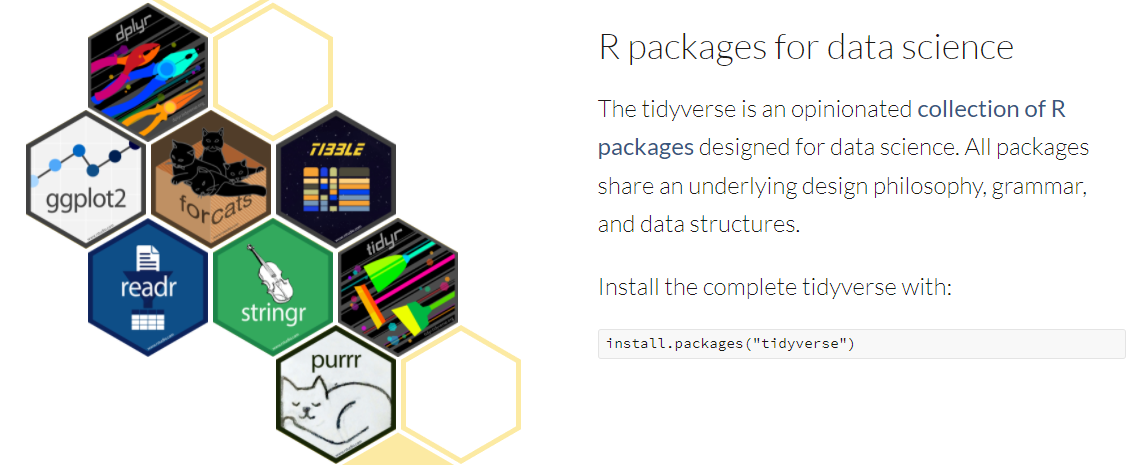 dplyr
ggplot2
forcats
TIBBLE
readr
stringr
tidyr
purrr
R packages for data science
The tidyverse is an opinionated collection of R
packages designed for data science. All packages
share an underlying design philosophy, grammar,
and data structures.
Install the complete tidyverse with:
install.packages("tidyverse")